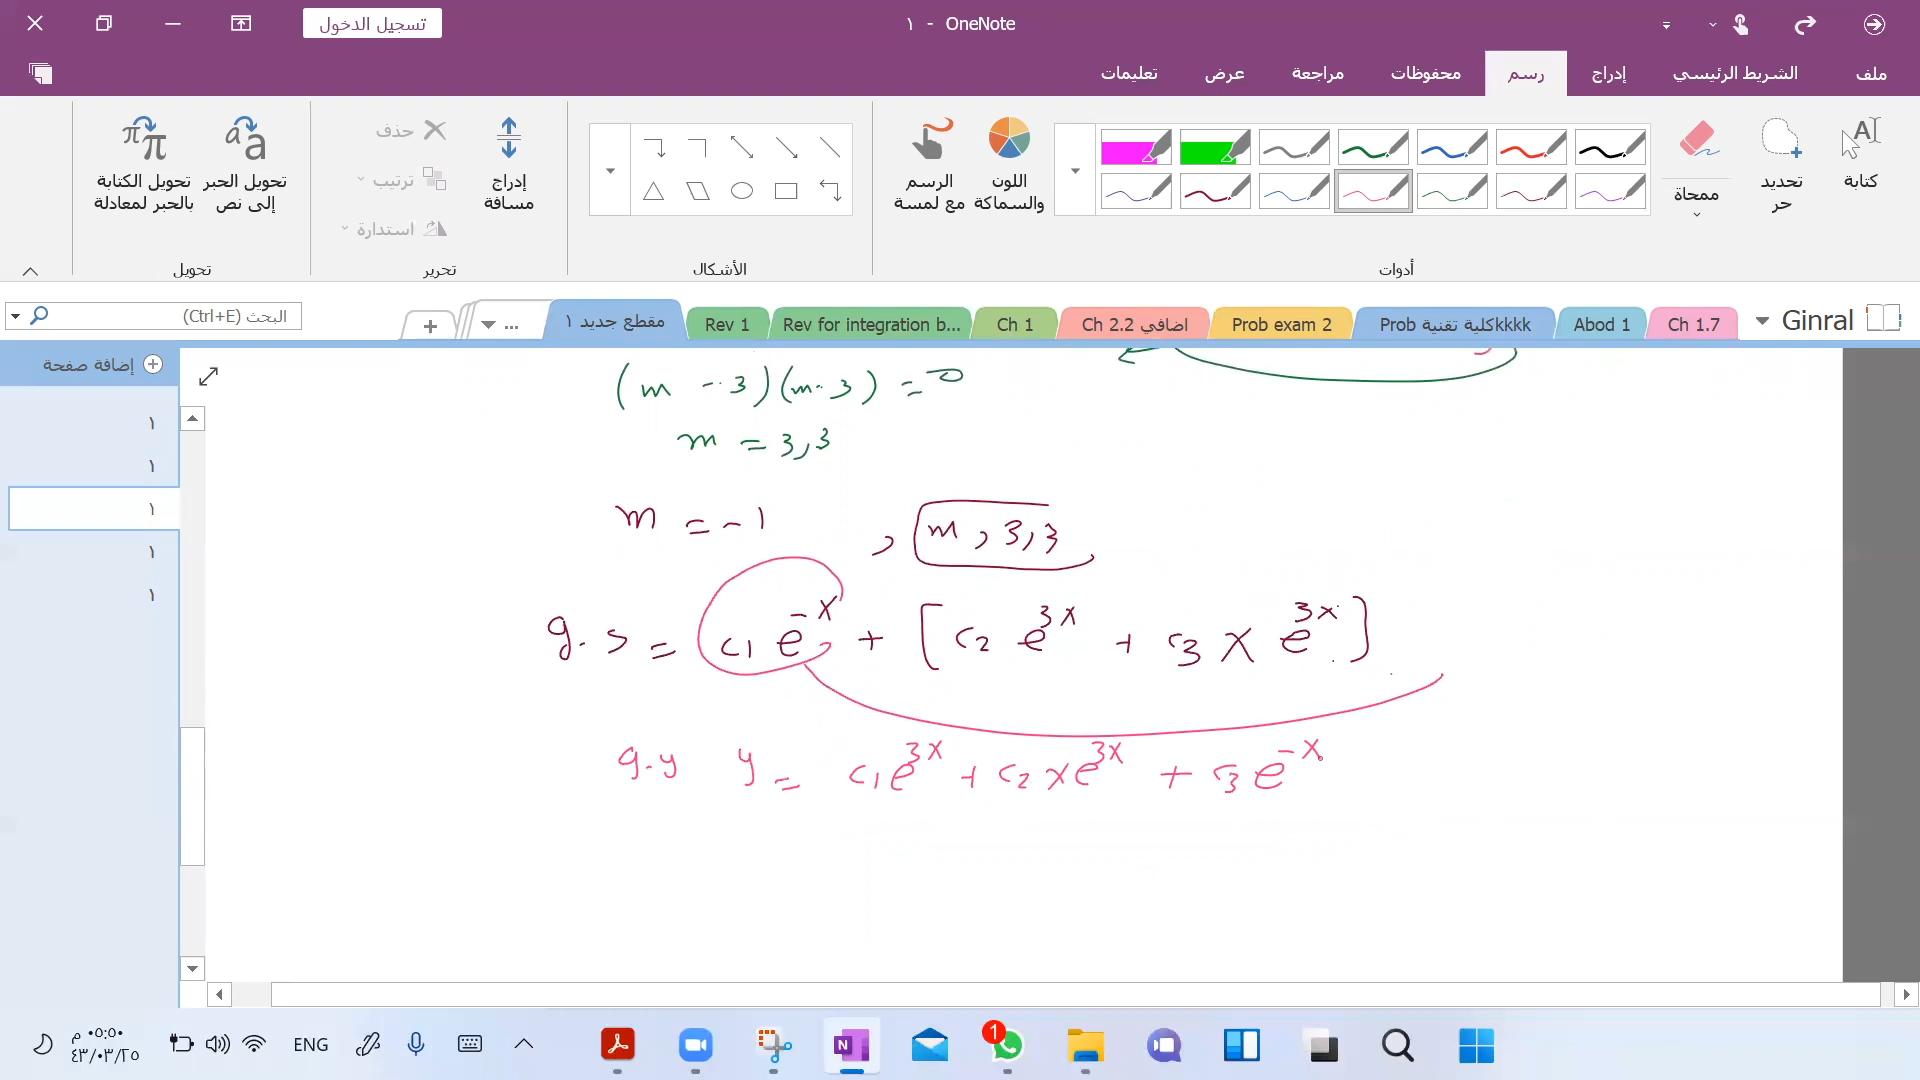 تسجيل الدخول
١ - OneNote
ملف
الشريط الرئيسي
إدراج
رسم
محفوظات
مراجعة
عرض
تعليمات
كتابة
تحديد حر
ممحاة
اللون والسماكة
الرسم مع لمسة
إدراج مسافة
حذف
ترتيب
استدارة
تحويل الحبر إلى نص
تحويل الكتابة بالحبر لمعادلة
أدوات
الأشكال
تحرير
تحويل
Ginral
Ch 1.7
Abod 1
Prob كلية تقنيةkkkk
Prob exam 2
Ch 2.2 اضافي
Ch 1
Rev for integration b...
Rev 1
مقطع جديد ١
...
البحث (Ctrl+E)
إضافة صفحة
١
١
١
١
١
(m - 3)(m - 3) = 0
m = 3,3
m = -1 , m , 3,3
g.s = c1 e^-x + [c2 e^3x + c3 x e^3x]
g.y y = c1 e^3x + c2 x e^3x + c3 e^-x
٠٥:٥٠ م
٤٣/٠٣/٢٥
ENG
1